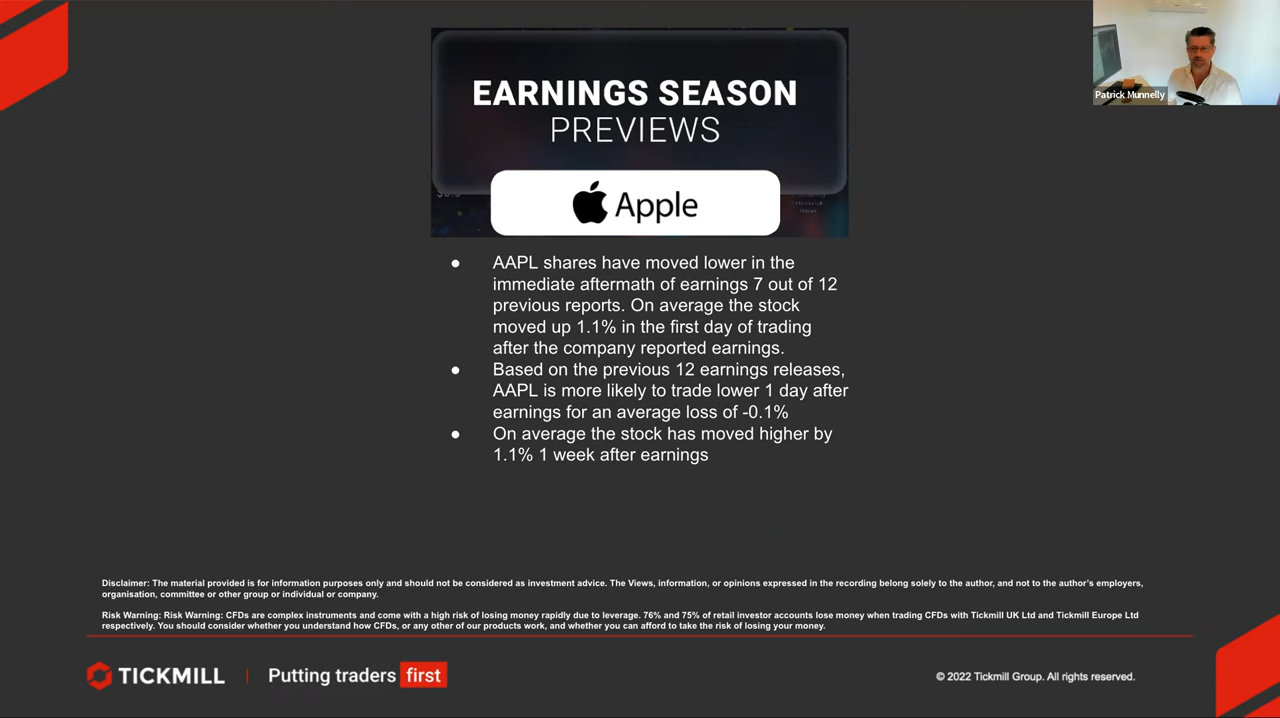 Patrick Munnelly
EARNINGS SEASON
PREVIEWS
Apple
● AAPL shares have moved lower in the
immediate aftermath of earnings 7 out of 12
previous reports. On average the stock
moved up 1.1% in the first day of trading
after the company reported earnings.
● Based on the previous 12 earnings releases,
AAPL is more likely to trade lower 1 day after
earnings for an average loss of -0.1%
● On average the stock has moved higher by
1.1% 1 week after earnings
Disclaimer: The material provided is for information purposes only and should not be considered as investment advice. The Views, information, or opinions expressed in the recording belong solely to the author, and not to the author's employers,
organisation, committee or other group or individual or company.
Risk Warning: Risk Warning: CFDs are complex instruments and come with a high risk of losing money rapidly due to leverage. 76% and 75% of retail investor accounts lose money when trading CFDs with Tickmill UK Ltd and Tickmill Europe Ltd
respectively. You should consider whether you understand how CFDs, or any other of our products work, and whether you can afford to take the risk of losing your money.
TICKMILL | Putting traders first
© 2022 Tickmill Group. All rights reserved.